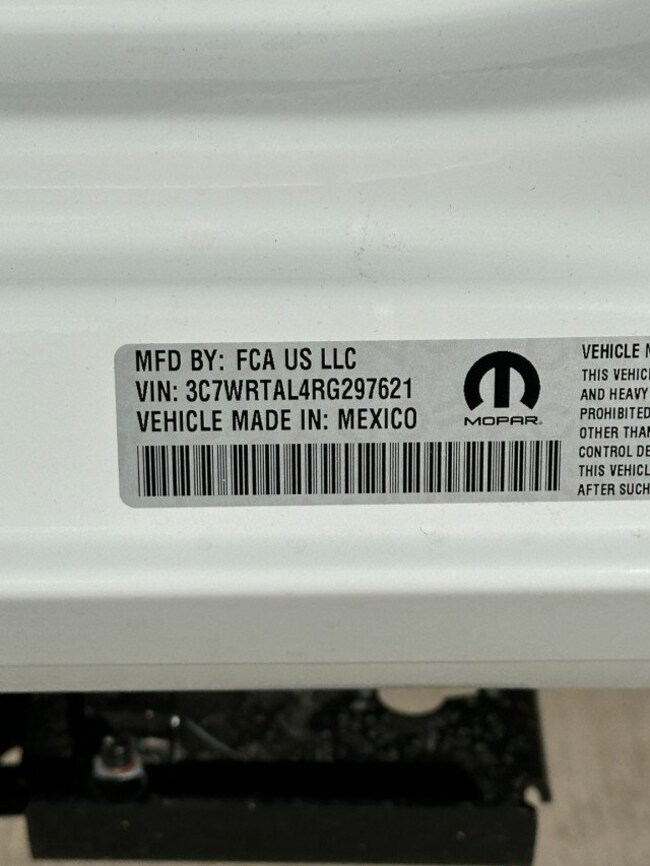 MFD BY: FCA US LLC
VIN: 3C7WRTAL4RG297621
VEHICLE MADE IN: MEXICO
MOPAR
VEHICLE
THIS VEHICL
AND HEAVY
PROHIBITED
OTHER THAN
CONTROL DE
THIS VEHICL
AFTER SUCH